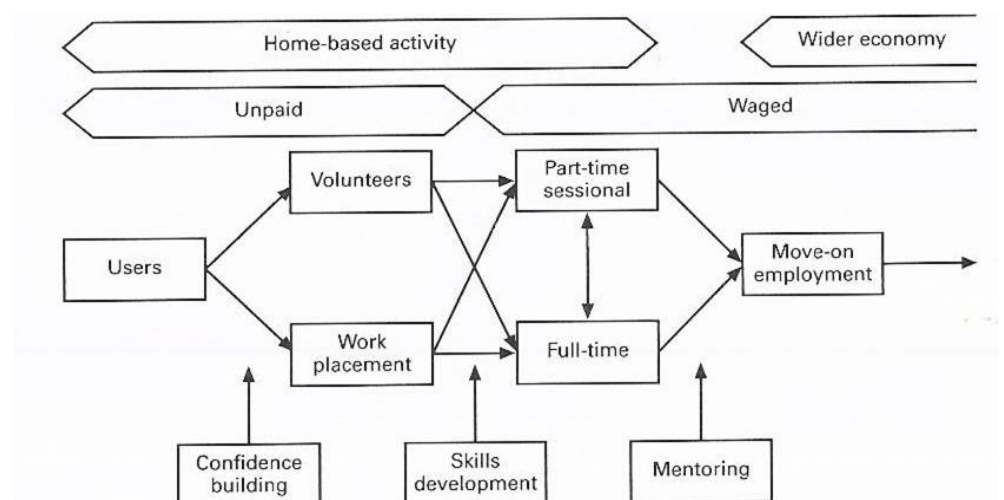 Home-based activity
Wider economy
Unpaid
Waged
Volunteers
Part-time
sessional
Users
Move-on
employment
Work
placement
Full-time
Confidence
building
Skills
development
Mentoring